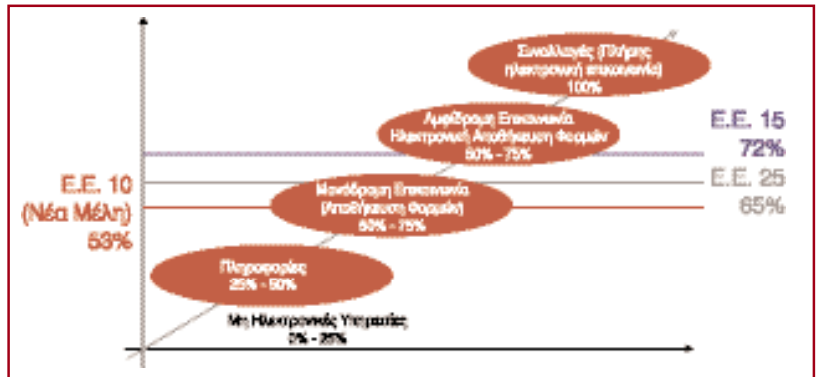 Συναλλαγές (Πλήρης
ηλεκτρονική επικοινωνία)
100%
Αμφίδρομη Επικοινωνία
Ηλεκτρονική Αποθήκευση Φορμών
50% - 75%
Ε.Ε. 15
72%
Ε.Ε. 25
65%
Ε.Ε. 10
(Νέα Μέλη)
53%
Μονόδρομη Επικοινωνία
(Αποθήκευση Φορμών)
50% - 75%
Πληροφορίες
25% - 50%
Μη Ηλεκτρονικές Υπηρεσίες
0% - 25%